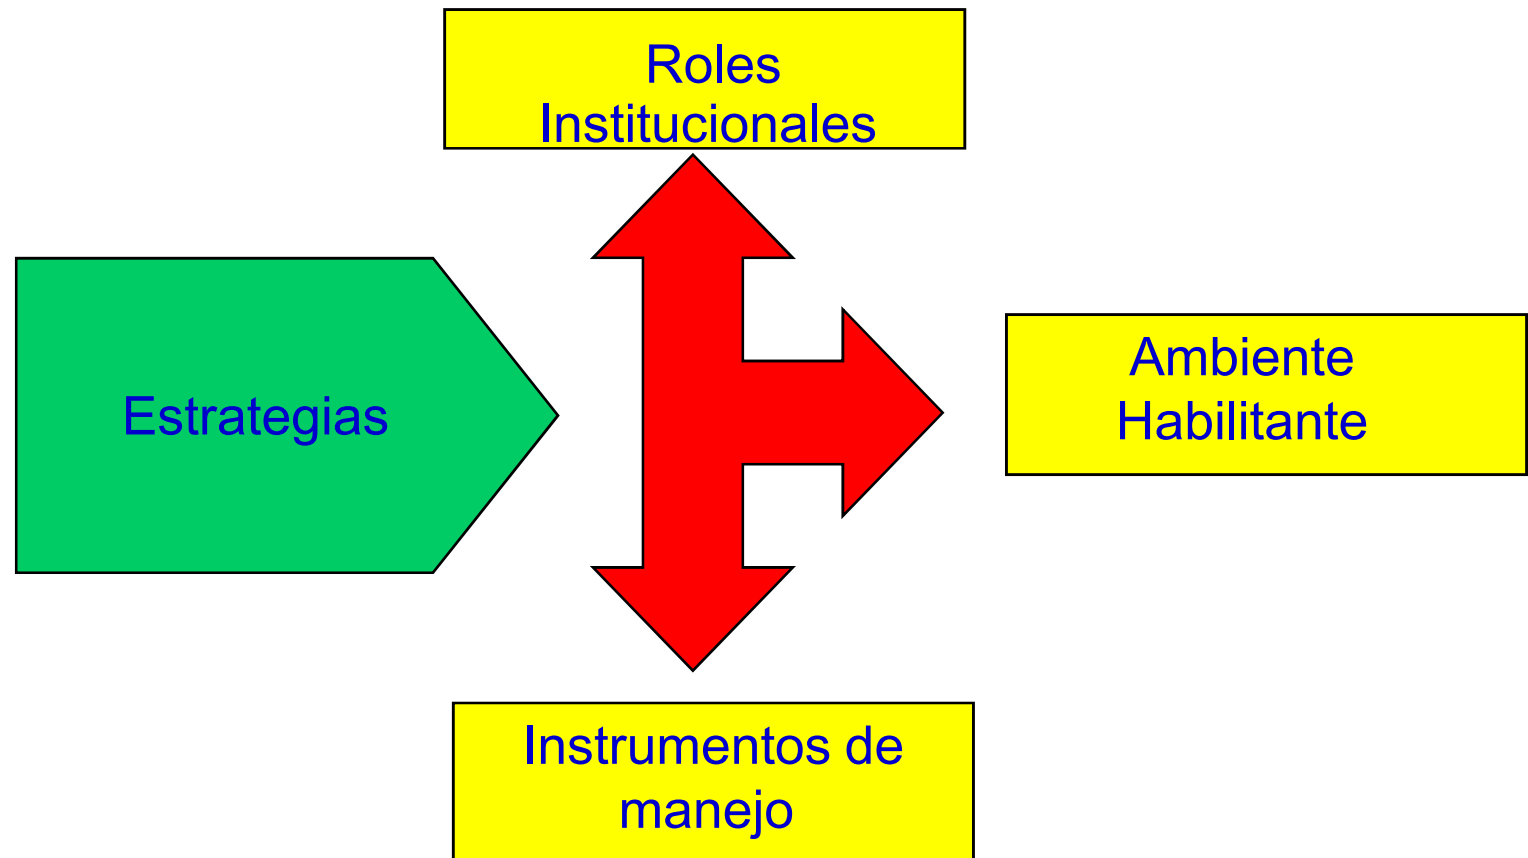 Roles
Institucionales
Estrategias
Ambiente
Habilitante
Instrumentos de
manejo